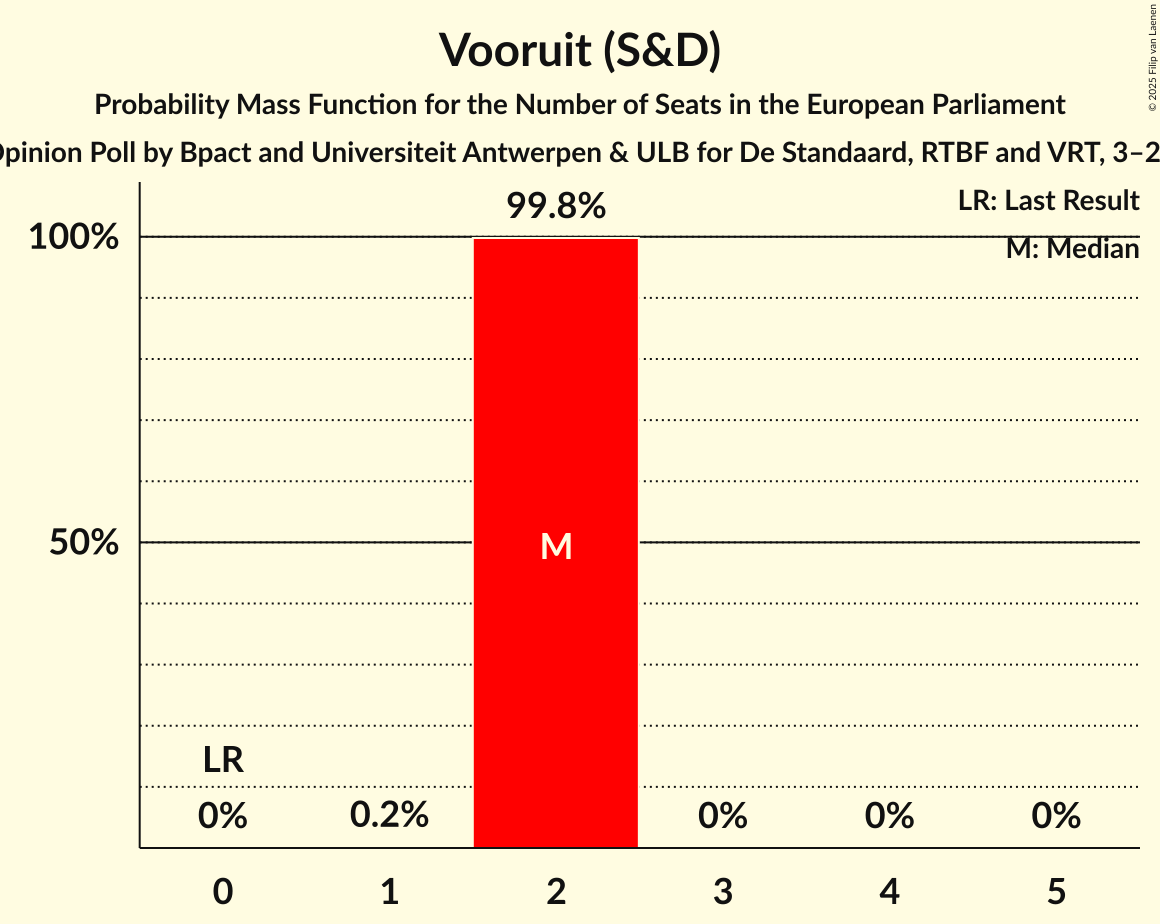 Vooruit (S&D)
Probability Mass Function for the Number of Seats in the European Parliament
Opinion Poll by Bpact and Universiteit Antwerpen & ULB for De Standaard, RTBF and VRT, 3–2
© 2025 Filip van Laenen
LR: Last Result
M: Median
99.8%
100%
50%
M
LR
0% 0.2% 0% 0% 0%
0 1 2 3 4 5